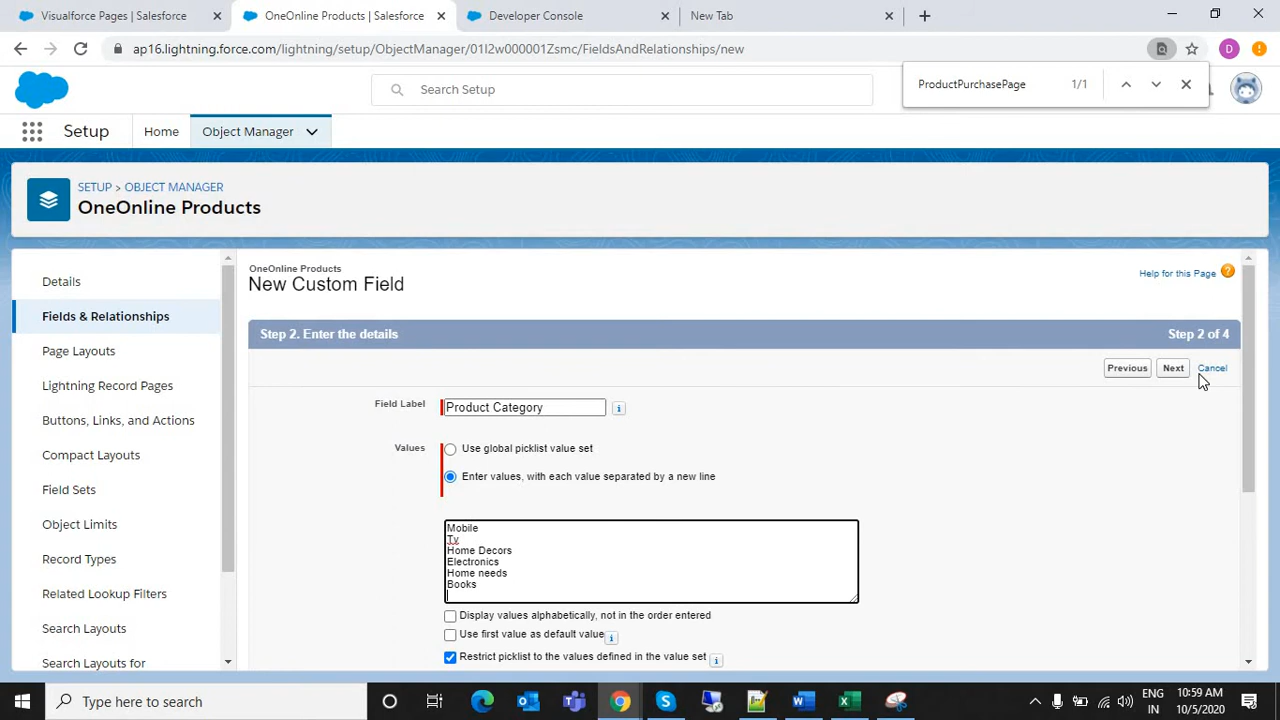 Visualforce Pages | Salesforce
OneOnline Products | Salesforce
Developer Console
New Tab
ap16.lightning.force.com/lightning/setup/ObjectManager/01I2w000001Zsmc/FieldsAndRelationships/new
D
Search Setup
ProductPurchasePage 1/1
Setup
Home
Object Manager
SETUP > OBJECT MANAGER
OneOnline Products
Details
Fields & Relationships
Page Layouts
Lightning Record Pages
Buttons, Links, and Actions
Compact Layouts
Field Sets
Object Limits
Record Types
Related Lookup Filters
Search Layouts
Search Layouts for
OneOnline Products
New Custom Field
Help for this Page
Step 2. Enter the details
Step 2 of 4
Previous
Next
Cancel
Field Label
Product Category
Values
Use global picklist value set
Enter values, with each value separated by a new line
Mobile
Tv
Home Decors
Electronics
Home needs
Books
Display values alphabetically, not in the order entered
Use first value as default value
Restrict picklist to the values defined in the value set
Type here to search
ENG
IN
10:59 AM
10/5/2020